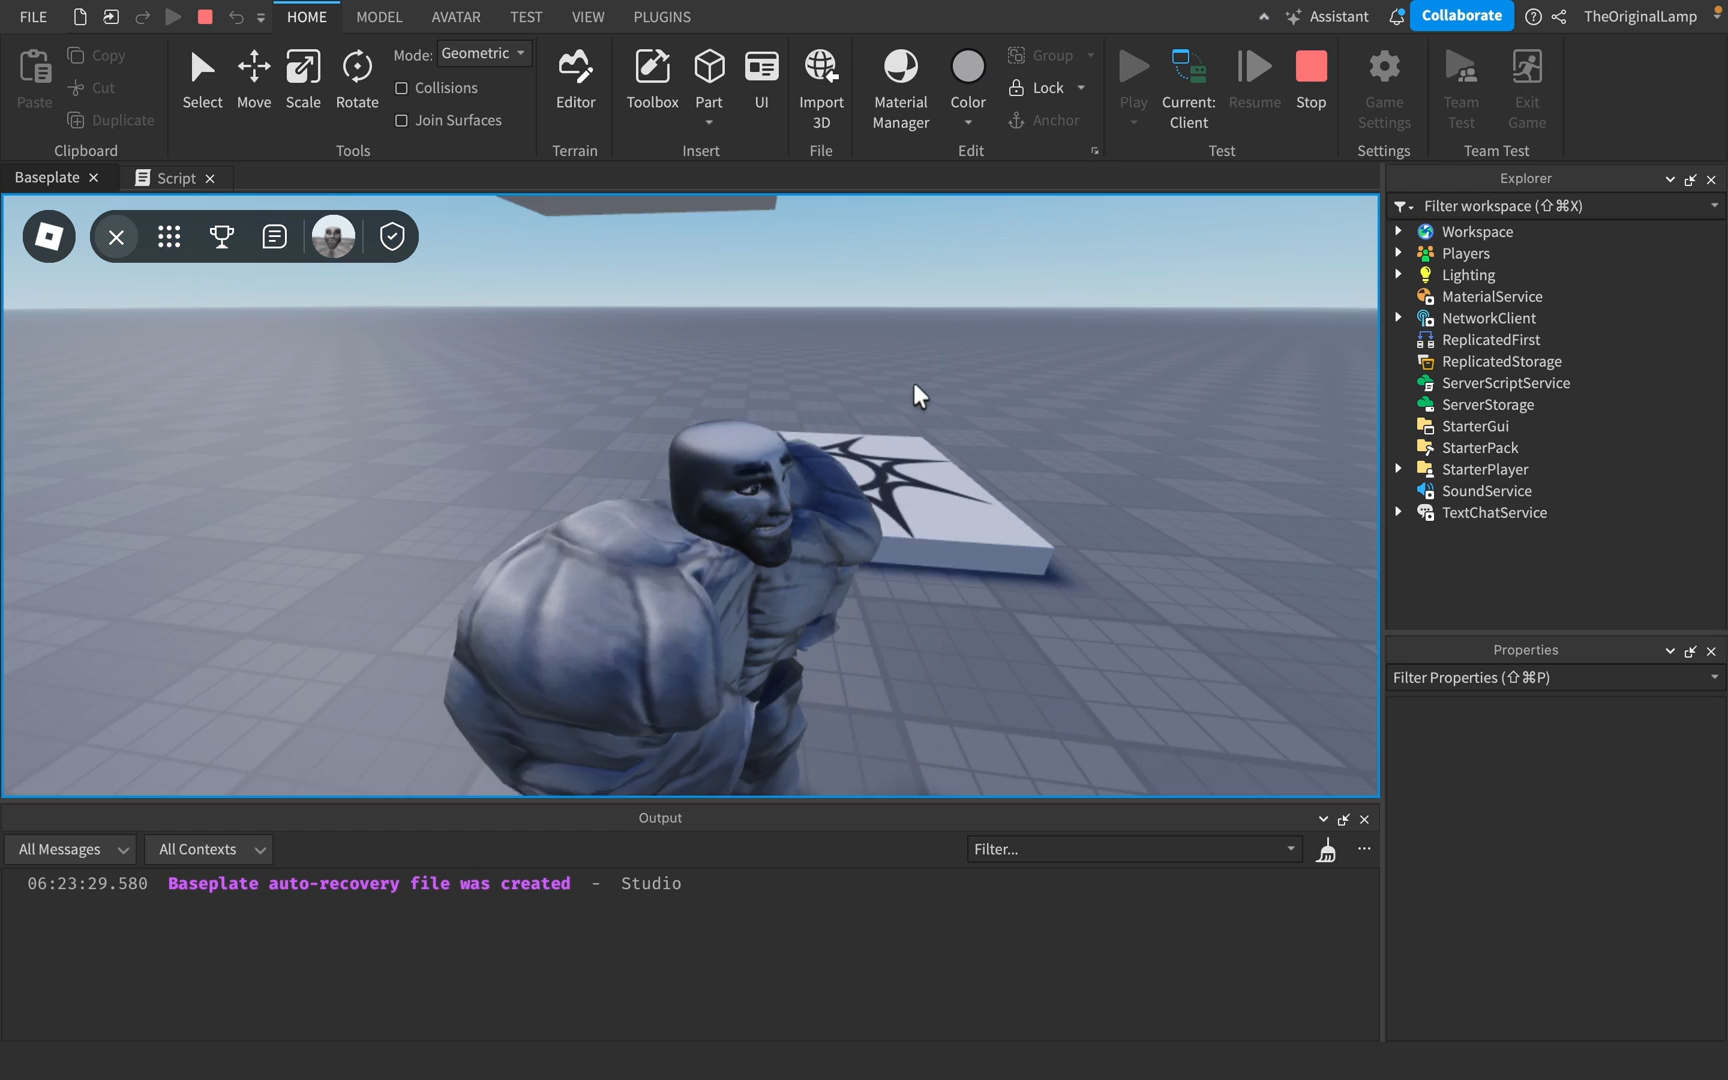 FILE HOME MODEL AVATAR TEST VIEW PLUGINS Assistant Collaborate TheOriginalLamp
Paste Copy Cut Duplicate
Clipboard
Select Move Scale Rotate
Mode: Geometric
Collisions
Join Surfaces
Tools
Editor
Terrain
Toolbox Part UI
Insert
Import
3D
File
Material
Manager
Color
Group
Lock
Anchor
Edit
Play
Current:
Client
Resume
Stop
Test
Game
Settings
Settings
Team
Test
Exit
Game
Team Test
Baseplate
Script
Explorer
Filter workspace (⇧⌘X)
Workspace
Players
Lighting
MaterialService
NetworkClient
ReplicatedFirst
ReplicatedStorage
ServerScriptService
ServerStorage
StarterGui
StarterPack
StarterPlayer
SoundService
TextChatService
Properties
Filter Properties (⇧⌘P)
Output
All Messages All Contexts Filter...
06:23:29.580 Baseplate auto-recovery file was created - Studio